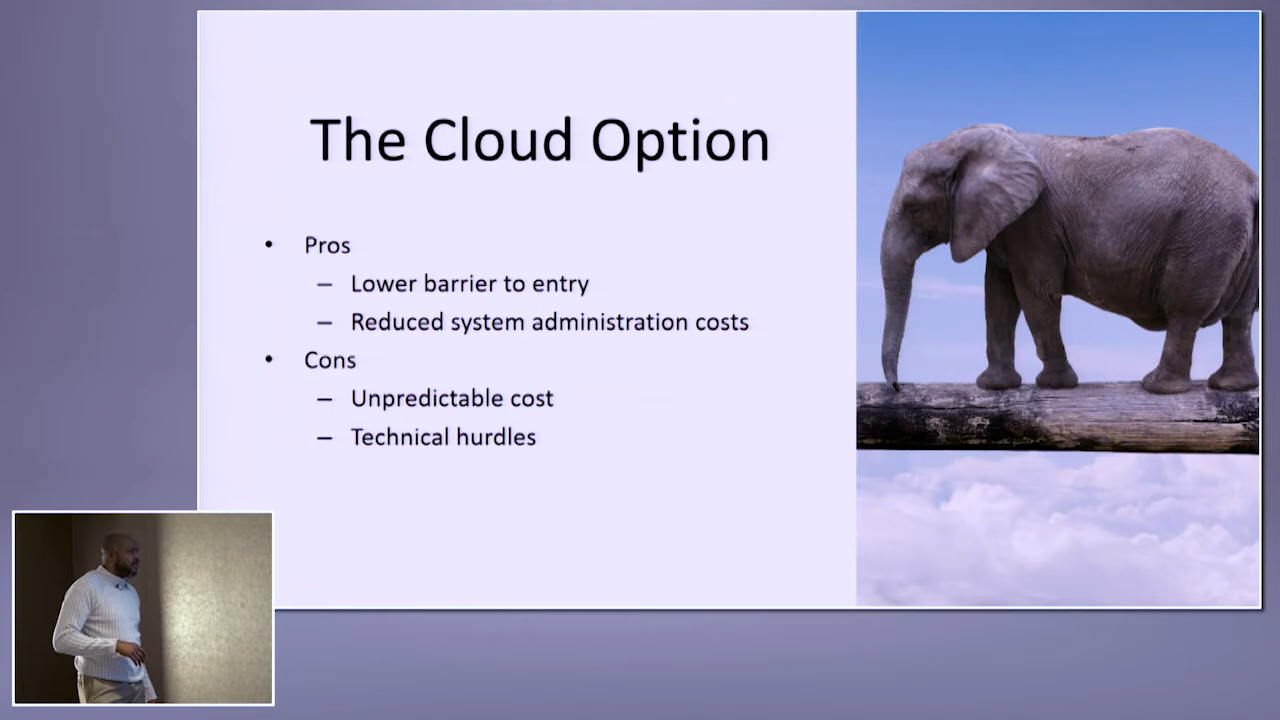 The Cloud Option
• Pros
– Lower barrier to entry
– Reduced system administration costs
• Cons
– Unpredictable cost
– Technical hurdles